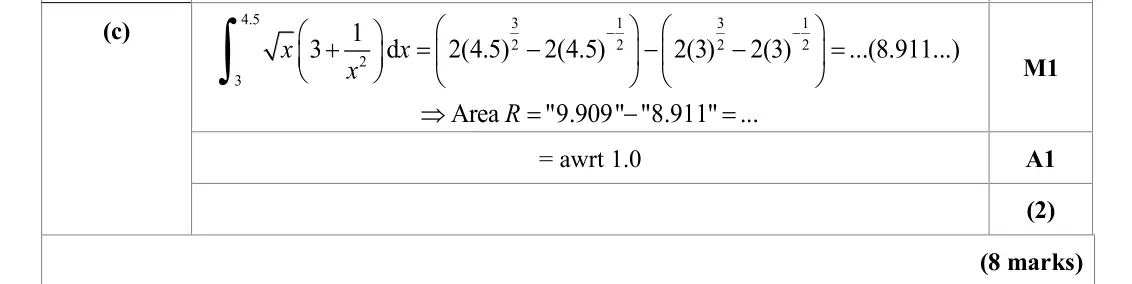 (c)
∫₃^4.5 √x(3 + 1/x²)dx = (2(4.5)^(3/2) − 2(4.5)^(−1/2)) − (2(3)^(3/2) − 2(3)^(−1/2)) = ...(8.911...)
M1
⇒ Area R = "9.909"− "8.911" = ...
= awrt 1.0
A1
(2)
(8 marks)